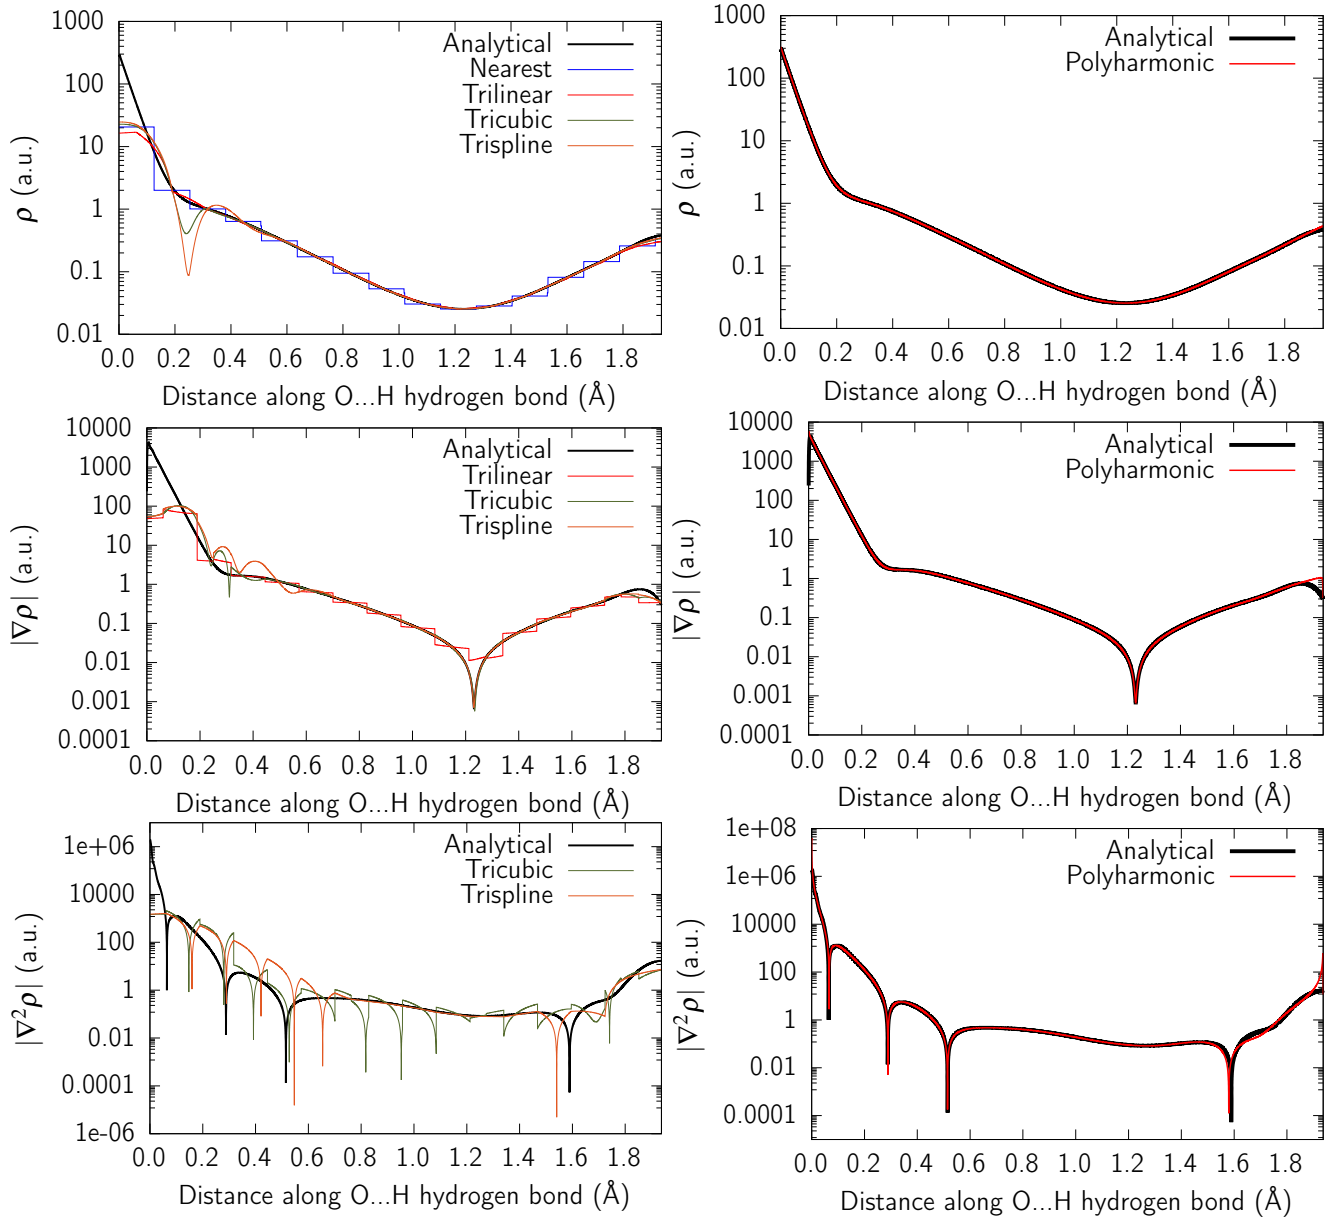 1000
100
10
1
0.1
0.01
ρ (a.u.)
Analytical
Nearest
Trilinear
Tricubic
Trispline
0.0 0.2 0.4 0.6 0.8 1.0 1.2 1.4 1.6 1.8
Distance along O...H hydrogen bond (Å)
1000
100
10
1
0.1
0.01
ρ (a.u.)
Analytical
Polyharmonic
0.0 0.2 0.4 0.6 0.8 1.0 1.2 1.4 1.6 1.8
Distance along O...H hydrogen bond (Å)
10000
1000
100
10
1
0.1
0.01
0.001
0.0001
|∇ρ| (a.u.)
Analytical
Trilinear
Tricubic
Trispline
0.0 0.2 0.4 0.6 0.8 1.0 1.2 1.4 1.6 1.8
Distance along O...H hydrogen bond (Å)
10000
1000
100
10
1
0.1
0.01
0.001
0.0001
|∇ρ| (a.u.)
Analytical
Polyharmonic
0.0 0.2 0.4 0.6 0.8 1.0 1.2 1.4 1.6 1.8
Distance along O...H hydrogen bond (Å)
1e+06
10000
100
1
0.01
0.0001
1e-06
|∇²ρ| (a.u.)
Analytical
Tricubic
Trispline
0.0 0.2 0.4 0.6 0.8 1.0 1.2 1.4 1.6 1.8
Distance along O...H hydrogen bond (Å)
1e+08
1e+06
10000
100
1
0.01
0.0001
|∇²ρ| (a.u.)
Analytical
Polyharmonic
0.0 0.2 0.4 0.6 0.8 1.0 1.2 1.4 1.6 1.8
Distance along O...H hydrogen bond (Å)